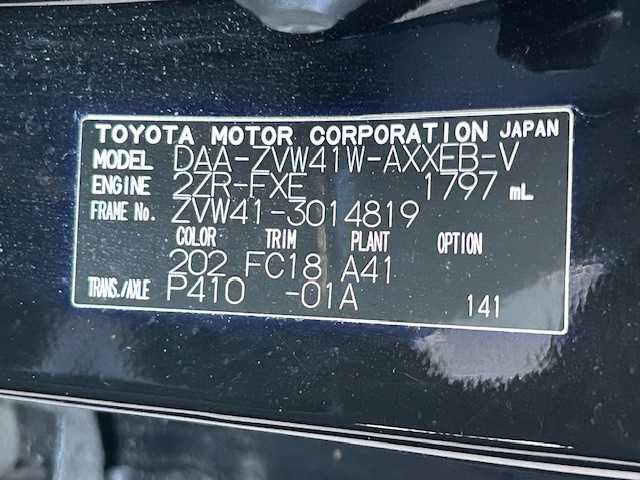 TOYOTA MOTOR CORPORATION JAPAN
MODEL DAA-ZVW41W-AXXEB-V
ENGINE 2ZR-FXE 1797 mL
FRAME No. ZVW41-3014819
COLOR TRIM PLANT OPTION
202 FC18 A41
TRANS./AXLE P410 -01A 141